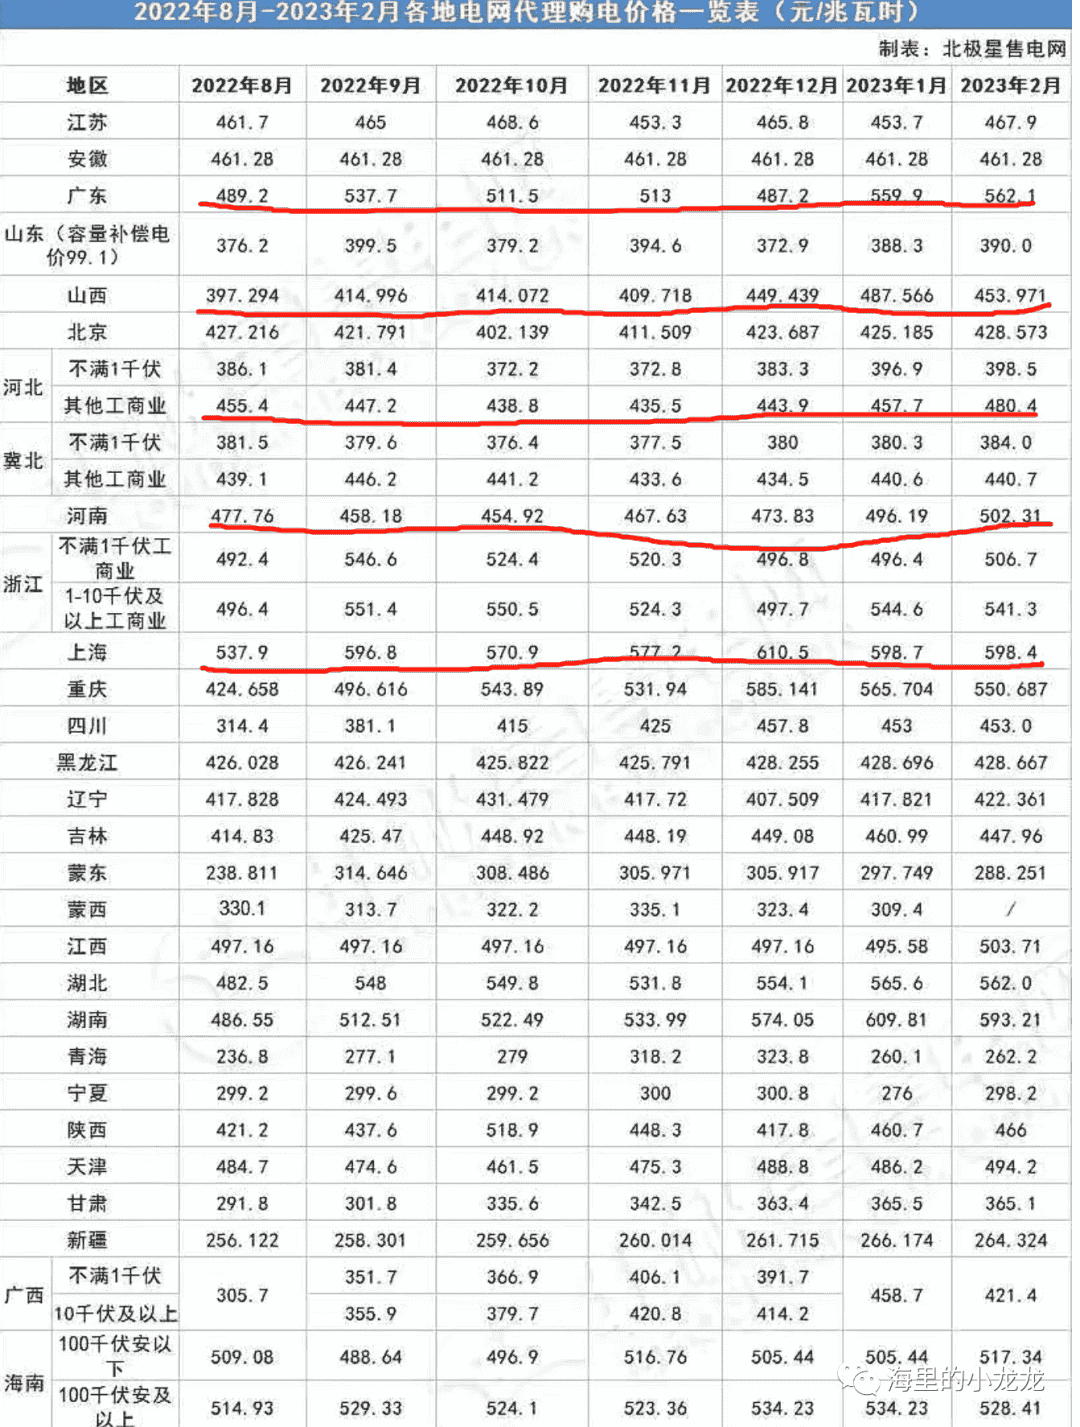 2022年8月-2023年2月各地电网代理购电价格一览表（元/兆瓦时）
制表：北极星售电网
地区 2022年8月 2022年9月 2022年10月 2022年11月 2022年12月 2023年1月 2023年2月
江苏 461.7 465 468.6 453.3 465.8 453.7 467.9
安徽 461.28 461.28 461.28 461.28 461.28 461.28 461.28
广东 489.2 537.7 511.5 513 487.2 559.9 562.1
山东（容量补偿电
价99.1） 376.2 399.5 379.2 394.6 372.9 388.3 390.0
山西 397.294 414.996 414.072 409.718 449.439 487.566 453.971
北京 427.216 421.791 402.139 411.509 423.687 425.185 428.573
河北 不满1千伏 386.1 381.4 372.2 372.8 383.3 396.9 398.5
其他工商业 455.4 447.2 438.8 435.5 443.9 457.7 480.4
冀北 不满1千伏 381.5 379.6 376.4 377.5 380 380.3 384.0
其他工商业 439.1 446.2 441.2 433.6 434.5 440.6 440.7
河南 477.76 458.18 454.92 467.63 473.83 496.19 502.31
浙江 不满1千伏工
商业 492.4 546.6 524.4 520.3 496.8 496.4 506.7
1-10千伏及
以上工商业 496.4 551.4 550.5 524.3 497.7 544.6 541.3
上海 537.9 596.8 570.9 577.2 610.5 598.7 598.4
重庆 424.658 496.616 543.89 531.94 585.141 565.704 550.687
四川 314.4 381.1 415 425 457.8 453 453.0
黑龙江 426.028 426.241 425.822 425.791 428.255 428.696 428.667
辽宁 417.828 424.493 431.479 417.72 407.509 417.821 422.361
吉林 414.83 425.47 448.92 448.19 449.08 460.99 447.96
蒙东 238.811 314.646 308.486 305.971 305.917 297.749 288.251
蒙西 330.1 313.7 322.2 335.1 323.4 309.4 /
江西 497.16 497.16 497.16 497.16 497.16 495.58 503.71
湖北 482.5 548 549.8 531.8 554.1 565.6 562.0
湖南 486.55 512.51 522.49 533.99 574.05 609.81 593.21
青海 236.8 277.1 279 318.2 323.8 260.1 262.2
宁夏 299.2 299.6 299.2 300 300.8 276 298.2
陕西 421.2 437.6 518.9 448.3 417.8 460.7 466
天津 484.7 474.6 461.5 475.3 488.8 486.2 494.2
甘肃 291.8 301.8 335.6 342.5 363.4 365.5 365.1
新疆 256.122 258.301 259.656 260.014 261.715 266.174 264.324
广西 不满1千伏 305.7 351.7 366.9 406.1 391.7 458.7 421.4
10千伏及以上 355.9 379.7 420.8 414.2
海南 100千伏安以
下 509.08 488.64 496.9 516.76 505.44 505.44 517.34
100千伏安及
以上 514.93 529.33 524.1 523.36 534.23 534.23 528.41
海里的小龙龙